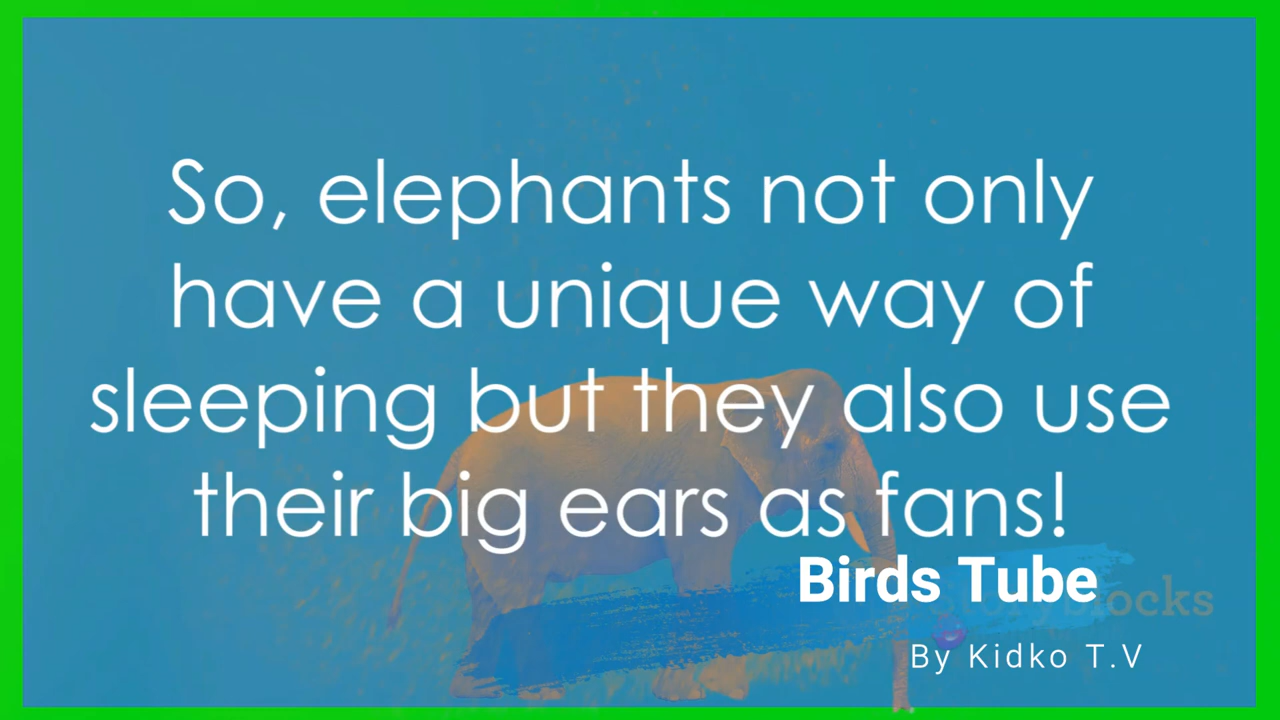 So, elephants not only
have a unique way of
sleeping but they also use
their big ears as fans!
Birds Tube
By Kidko T.V